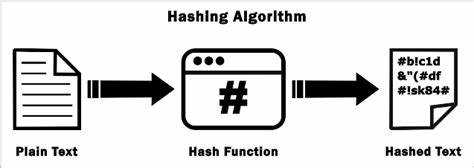 Hashing Algorithm
#
#b!c1d
&"(#df
#!sk84#
Plain Text
Hash Function
Hashed Text